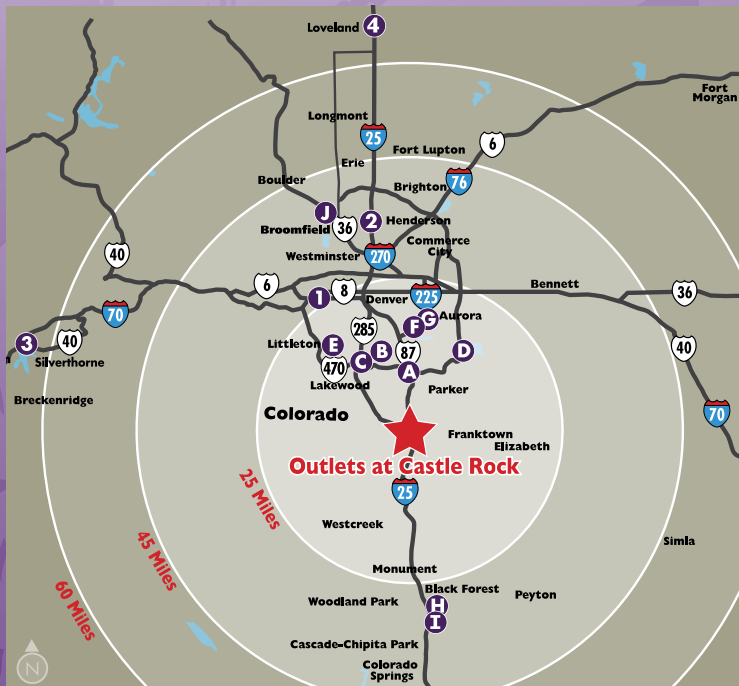 Loveland 4
Fort
Morgan
Longmont
25
6
Fort Lupton
Erie
76
Boulder
Brighton
J
2 Henderson
Broomfield 36
Commerce
City
40
Westminster 270
6
8
Bennett
1
Denver 225
36
70
G Aurora
F
285
3 40
Littleton E
B
87
D
40
Silverthorne
470
C
A
Lakewood
Parker
Breckenridge
70
Colorado
Franktown
Elizabeth
Outlets at Castle Rock
25 Miles
25
Westcreek
45 Miles
Simla
Monument
Black Forest
60 Miles
Woodland Park
H
Peyton
I
Cascade-Chipita Park
Colorado
Springs
N